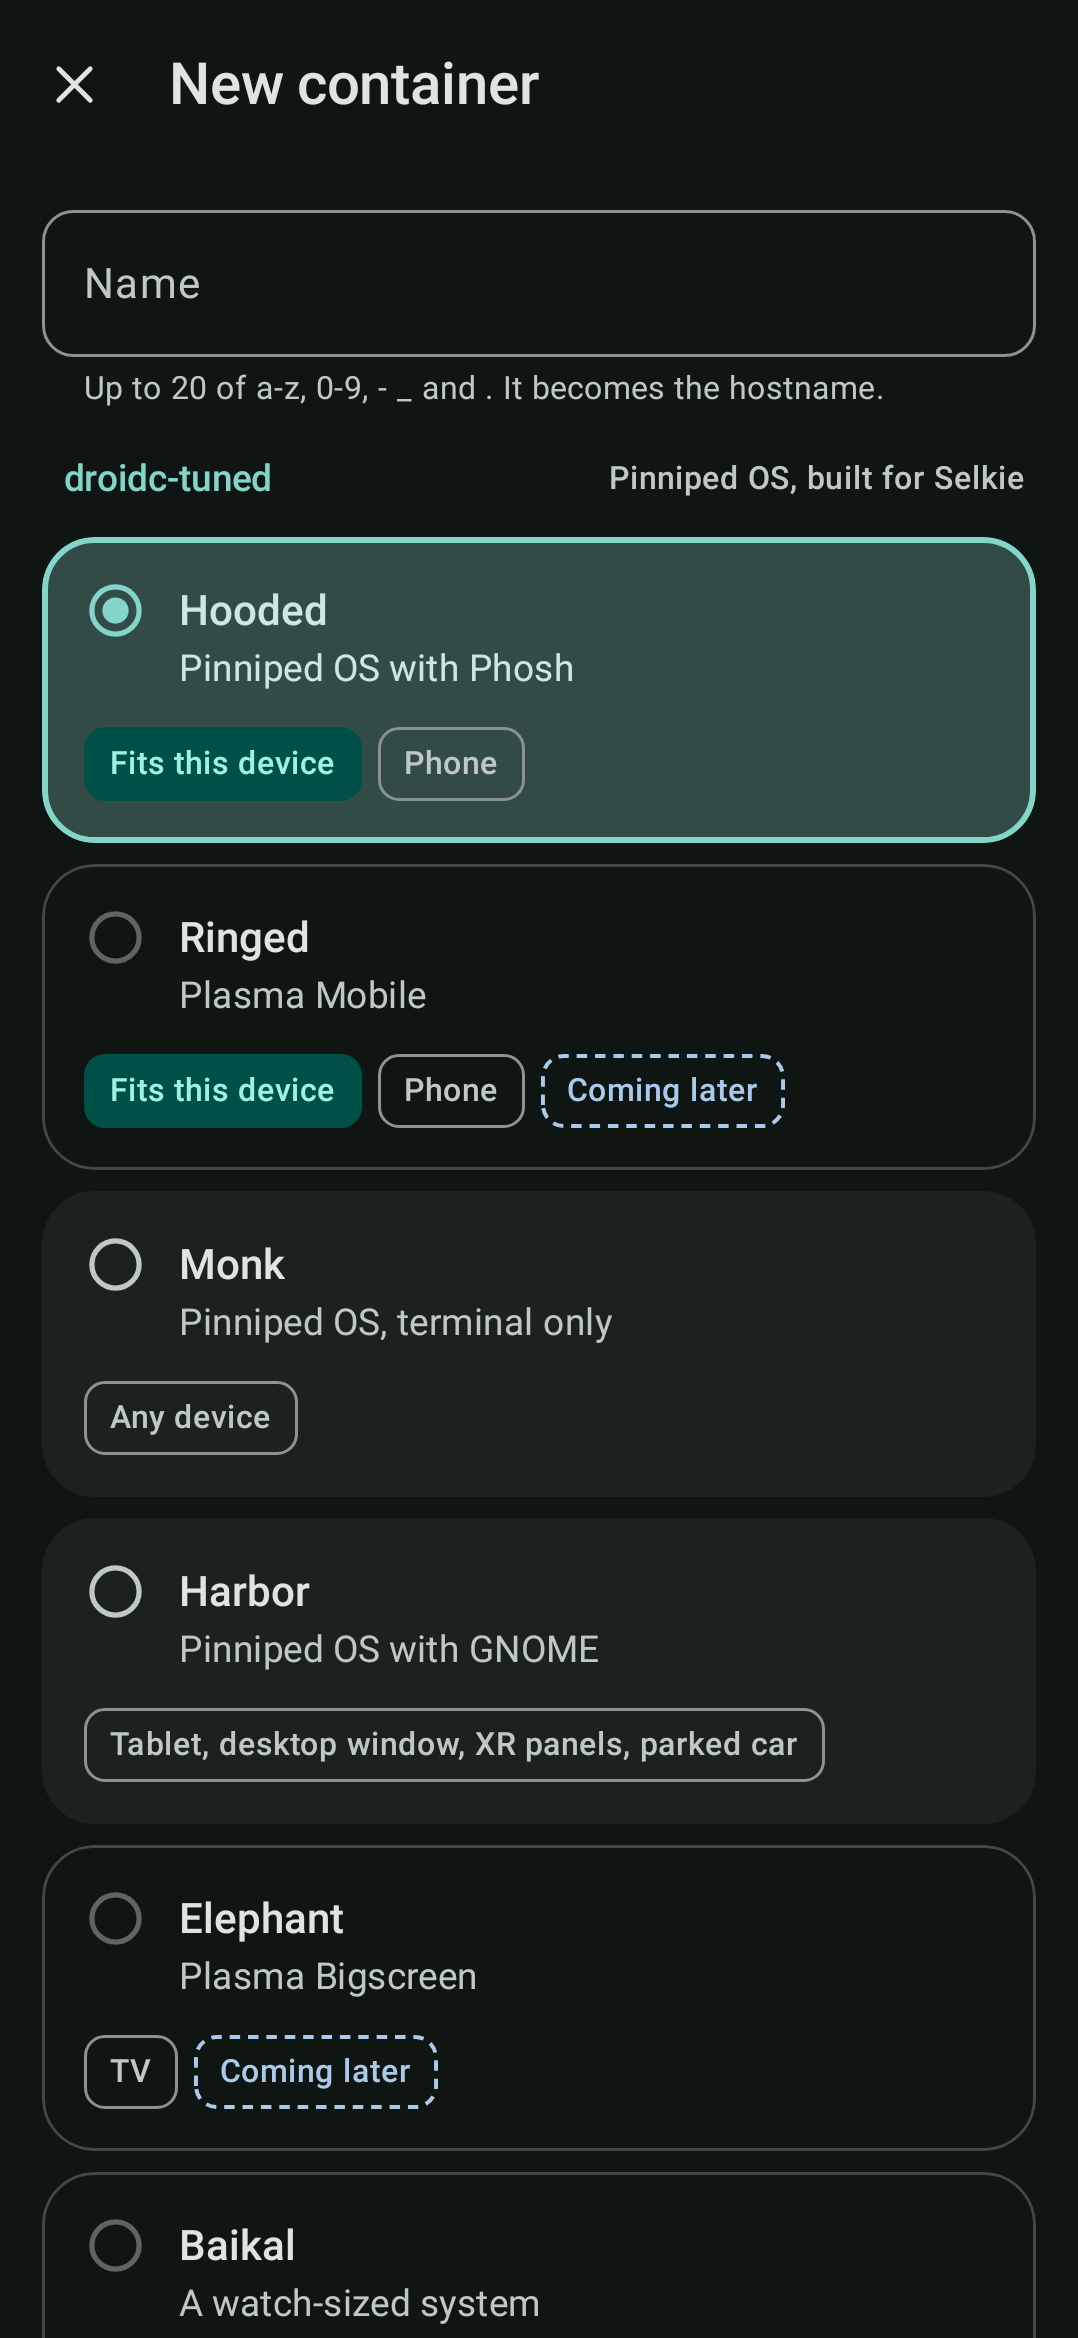 New container
Name
Up to 20 of a-z, 0-9, - _ and . It becomes the hostname.
droidc-tuned
Pinniped OS, built for Selkie
Hooded
Pinniped OS with Phosh
Fits this device
Phone
Ringed
Plasma Mobile
Fits this device
Phone
Coming later
Monk
Pinniped OS, terminal only
Any device
Harbor
Pinniped OS with GNOME
Tablet, desktop window, XR panels, parked car
Elephant
Plasma Bigscreen
TV
Coming later
Baikal
A watch-sized system